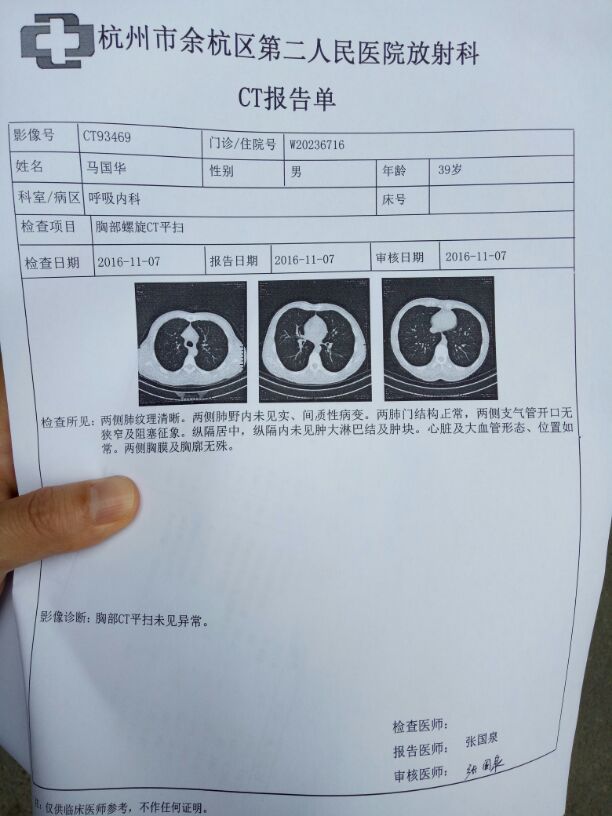 杭州市余杭区第二人民医院放射科
CT报告单
影像号 CT93469 门诊/住院号 W20236716
姓名 马国华 性别 男 年龄 39岁
科室/病区 呼吸内科 床号
检查项目 胸部螺旋CT平扫
检查日期 2016-11-07 报告日期 2016-11-07 审核日期 2016-11-07
检查所见：两侧肺纹理清晰。两侧肺野内未见实、间质性病变。两肺门结构正常，两侧支气管开口无
狭窄及阻塞征象。纵隔居中，纵隔内未见肿大淋巴结及肿块。心脏及大血管形态、位置如
常。两侧胸膜及胸廓无殊。
影像诊断：胸部CT平扫未见异常。
检查医师：
报告医师： 张国泉
审核医师： 张国泉
注：仅供临床医师参考，不作任何证明。